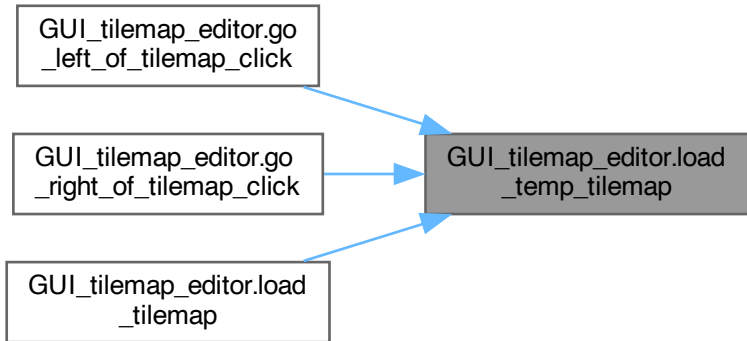 GUI_tilemap_editor.go
_left_of_tilemap_click
GUI_tilemap_editor.go
_right_of_tilemap_click
GUI_tilemap_editor.load
_temp_tilemap
GUI_tilemap_editor.load
_tilemap